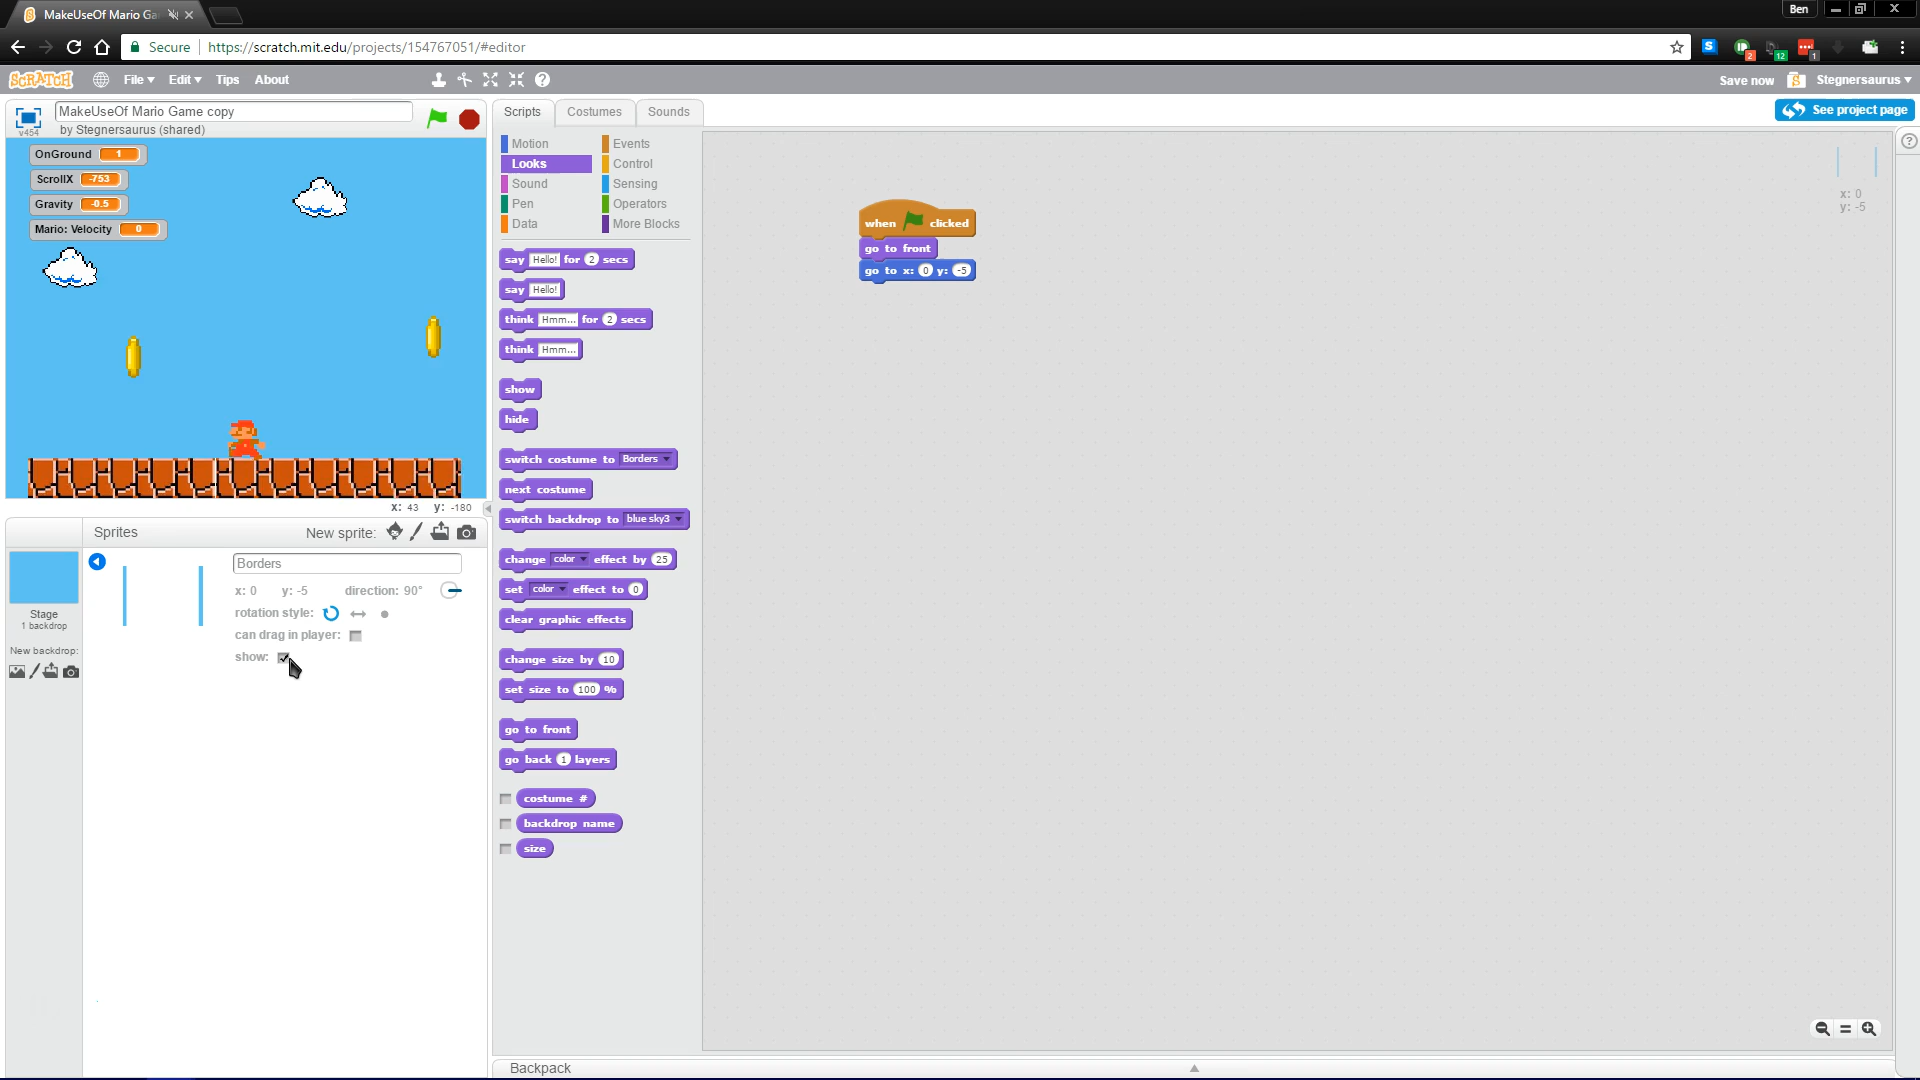 MakeUseOf Mario Ga
Ben
Secure
https://scratch.mit.edu/projects/154767051/#editor
S
2
12
1
SCRATCH
File
Edit
Tips
About
?
Save now
S
Stegnersaurus
v454
MakeUseOf Mario Game copy
by Stegnersaurus (shared)
Scripts
Costumes
Sounds
See project page
?
OnGround 1
ScrollX -753
Gravity -0.5
Mario: Velocity 0
X: 43 y: -180
Sprites
New sprite:
Stage
1 backdrop
New backdrop:
Borders
x: 0 y: -5 direction: 90°
rotation style:
can drag in player:
show:
Motion
Looks
Sound
Pen
Data
Events
Control
Sensing
Operators
More Blocks
say Hello! for 2 secs
say Hello!
think Hmm... for 2 secs
think Hmm...
show
hide
switch costume to Borders
next costume
switch backdrop to blue sky3
change color effect by 25
set color effect to 0
clear graphic effects
change size by 10
set size to 100 %
go to front
go back 1 layers
costume #
backdrop name
size
when clicked
go to front
go to x: 0 y: -5
x: 0
y: -5
Backpack